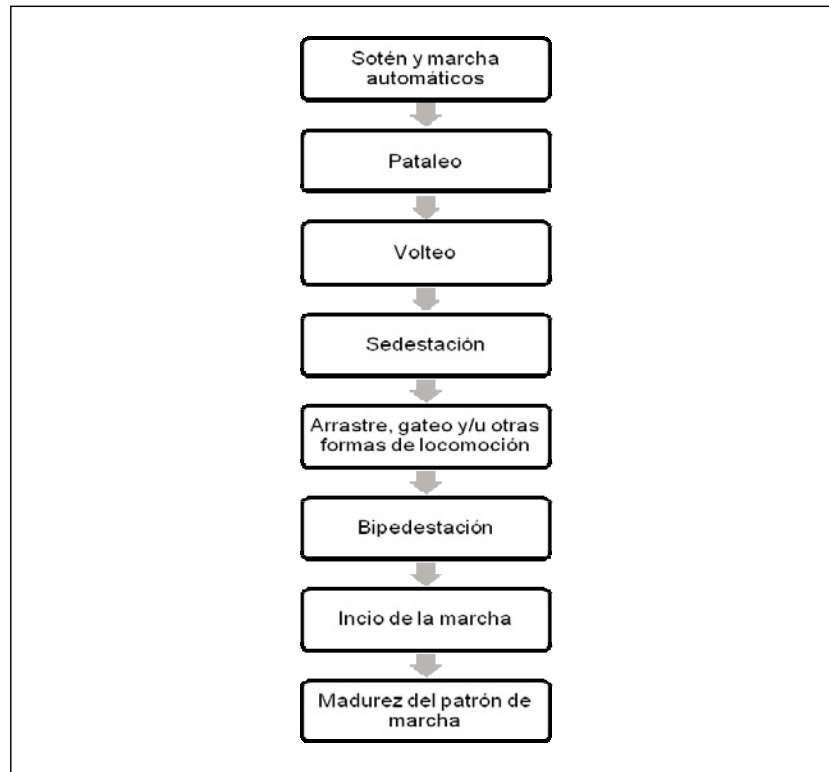 Sotén y marcha
automáticos
Pataleo
Volteo
Sedestación
Arrastre, gateo y/u otras
formas de locomoción
Bipedestación
Incio de la marcha
Madurez del patrón de
marcha